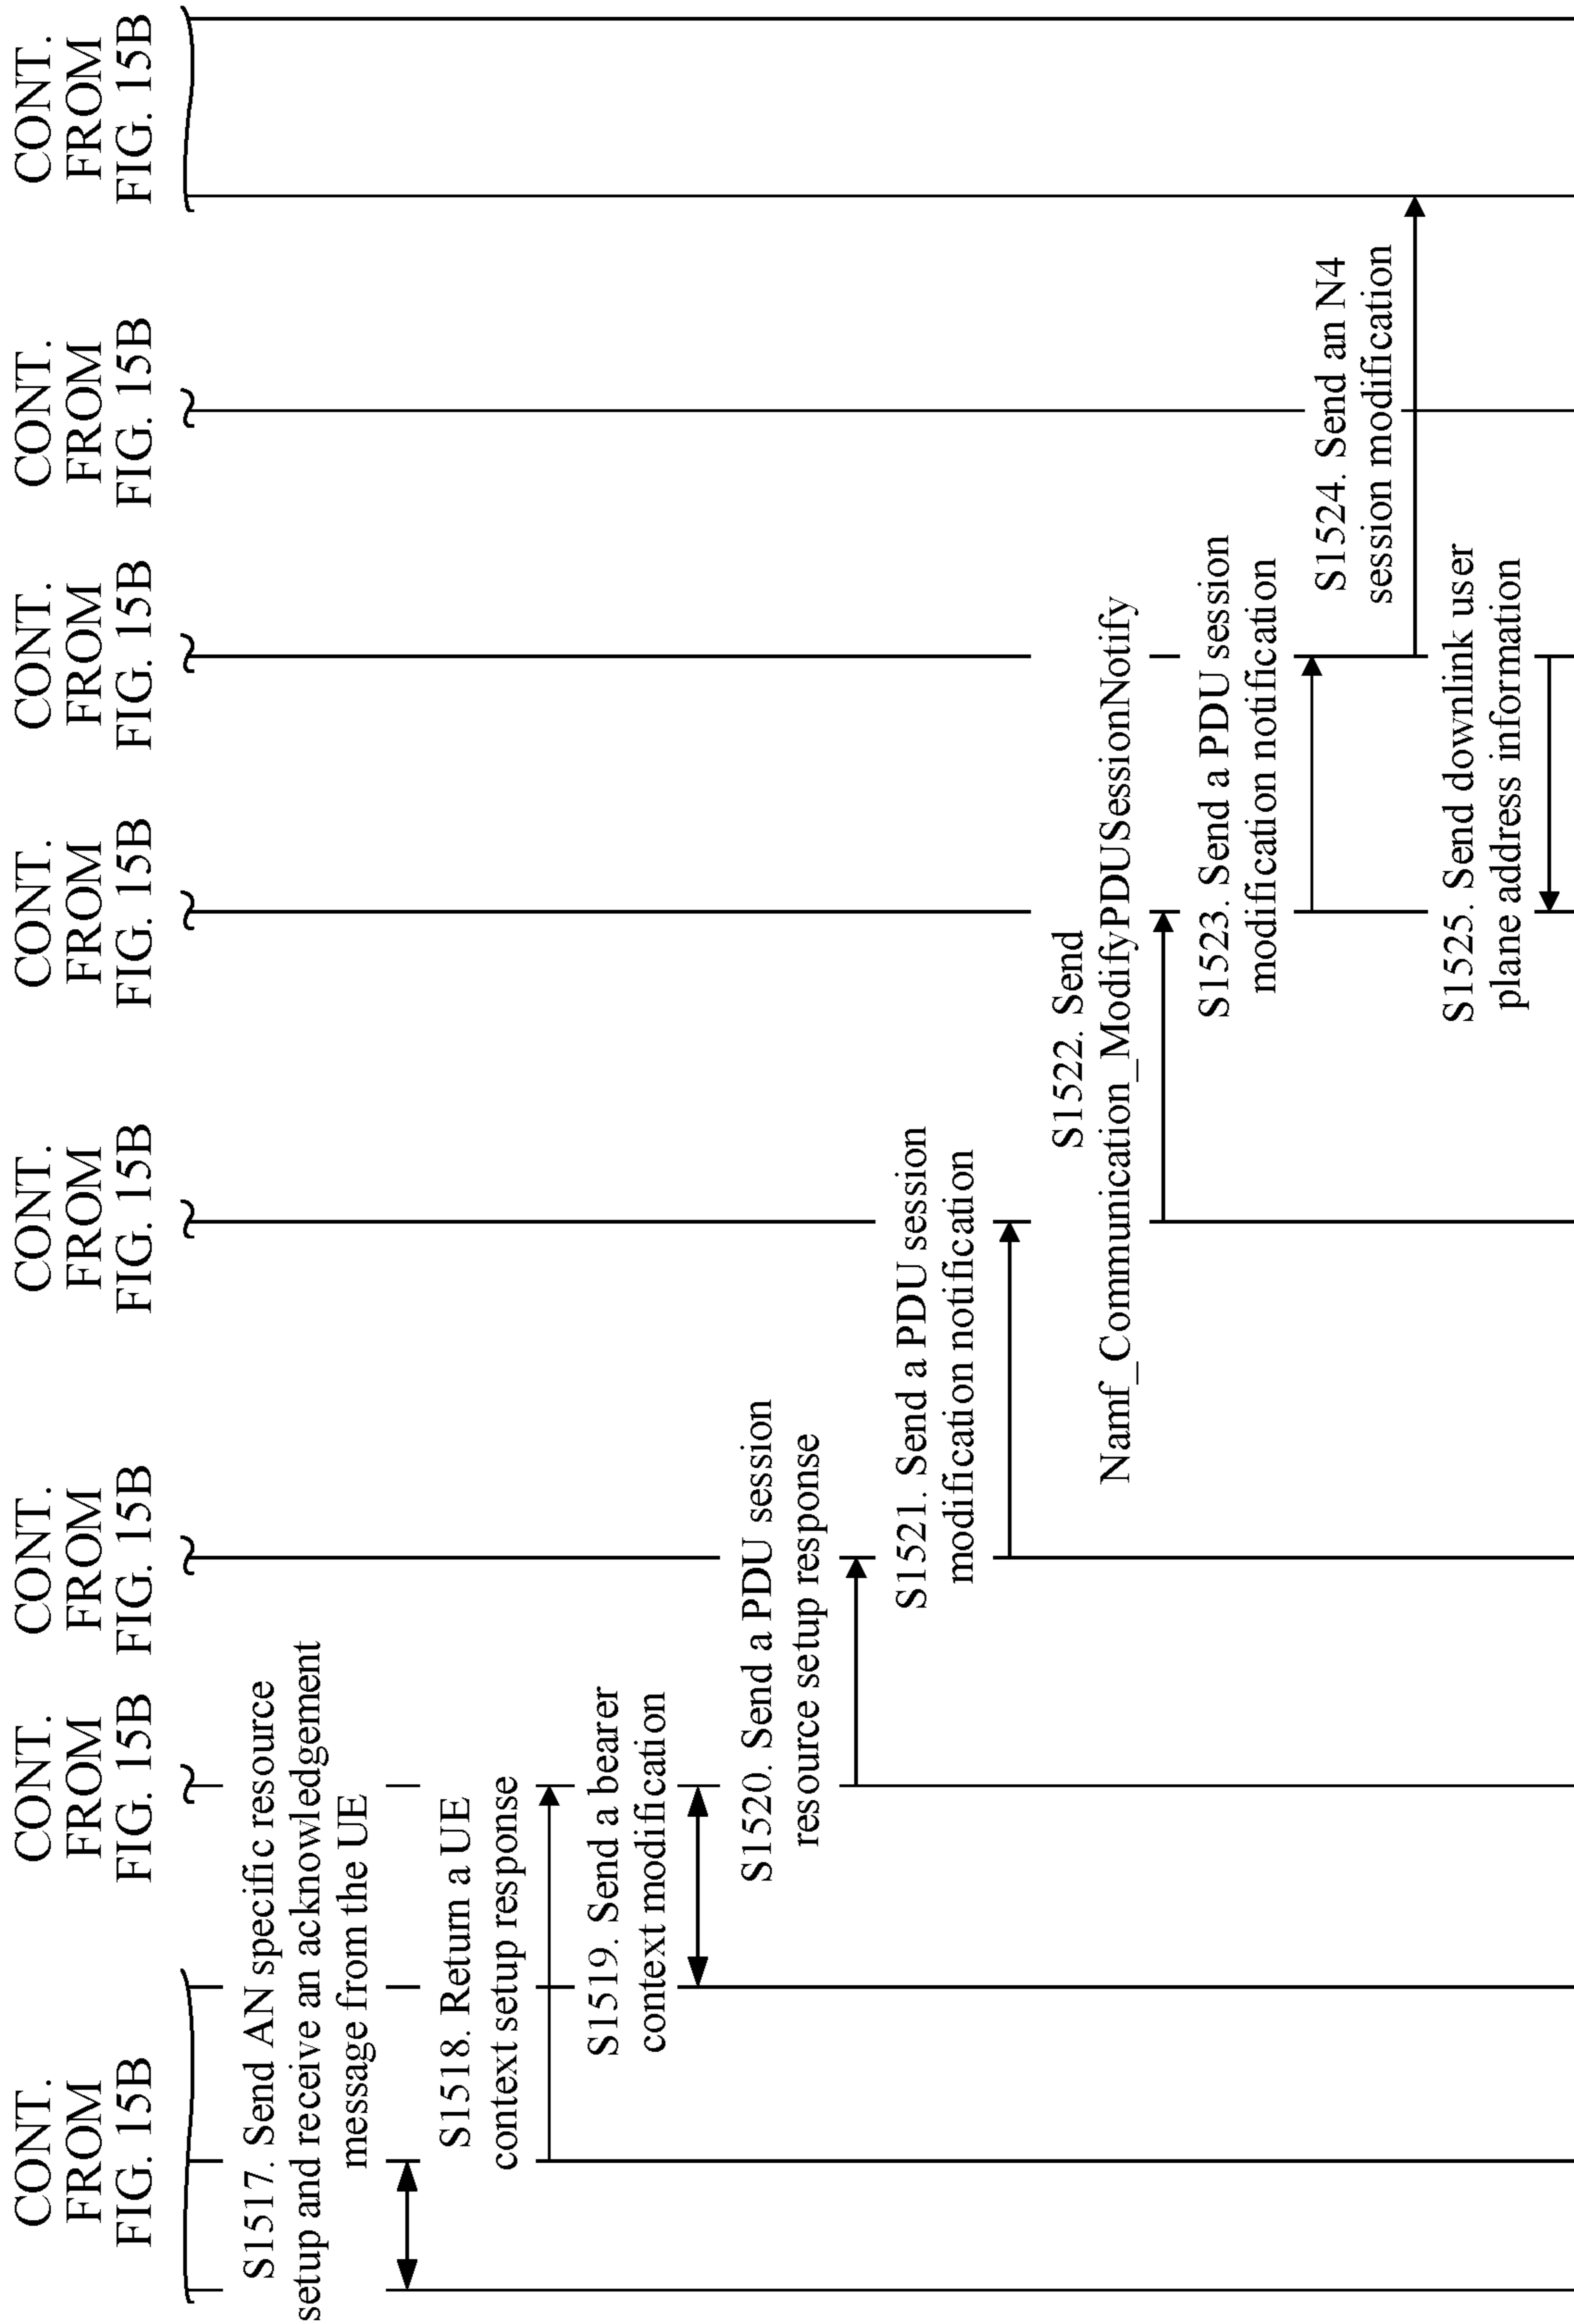 CONT.
FROM
FIG. 15B
CONT.
FROM
FIG. 15B
CONT.
FROM
FIG. 15B
CONT.
FROM
FIG. 15B
CONT.
FROM
FIG. 15B
CONT.
FROM
FIG. 15B
CONT.
FROM
FIG. 15B
CONT.
FROM
FIG. 15B
S1517. Send AN specific resource
setup and receive an acknowledgement
message from the UE
S1518. Return a UE
context setup response
S1519. Send a bearer
context modification
S1520. Send a PDU session
resource setup response
S1521. Send a PDU session
modification notification
S1522. Send
Namf_Communication_ModifyPDUSessionNotify
S1523. Send a PDU session
modification notification
S1524. Send an N4
session modification
S1525. Send downlink user
plane address information